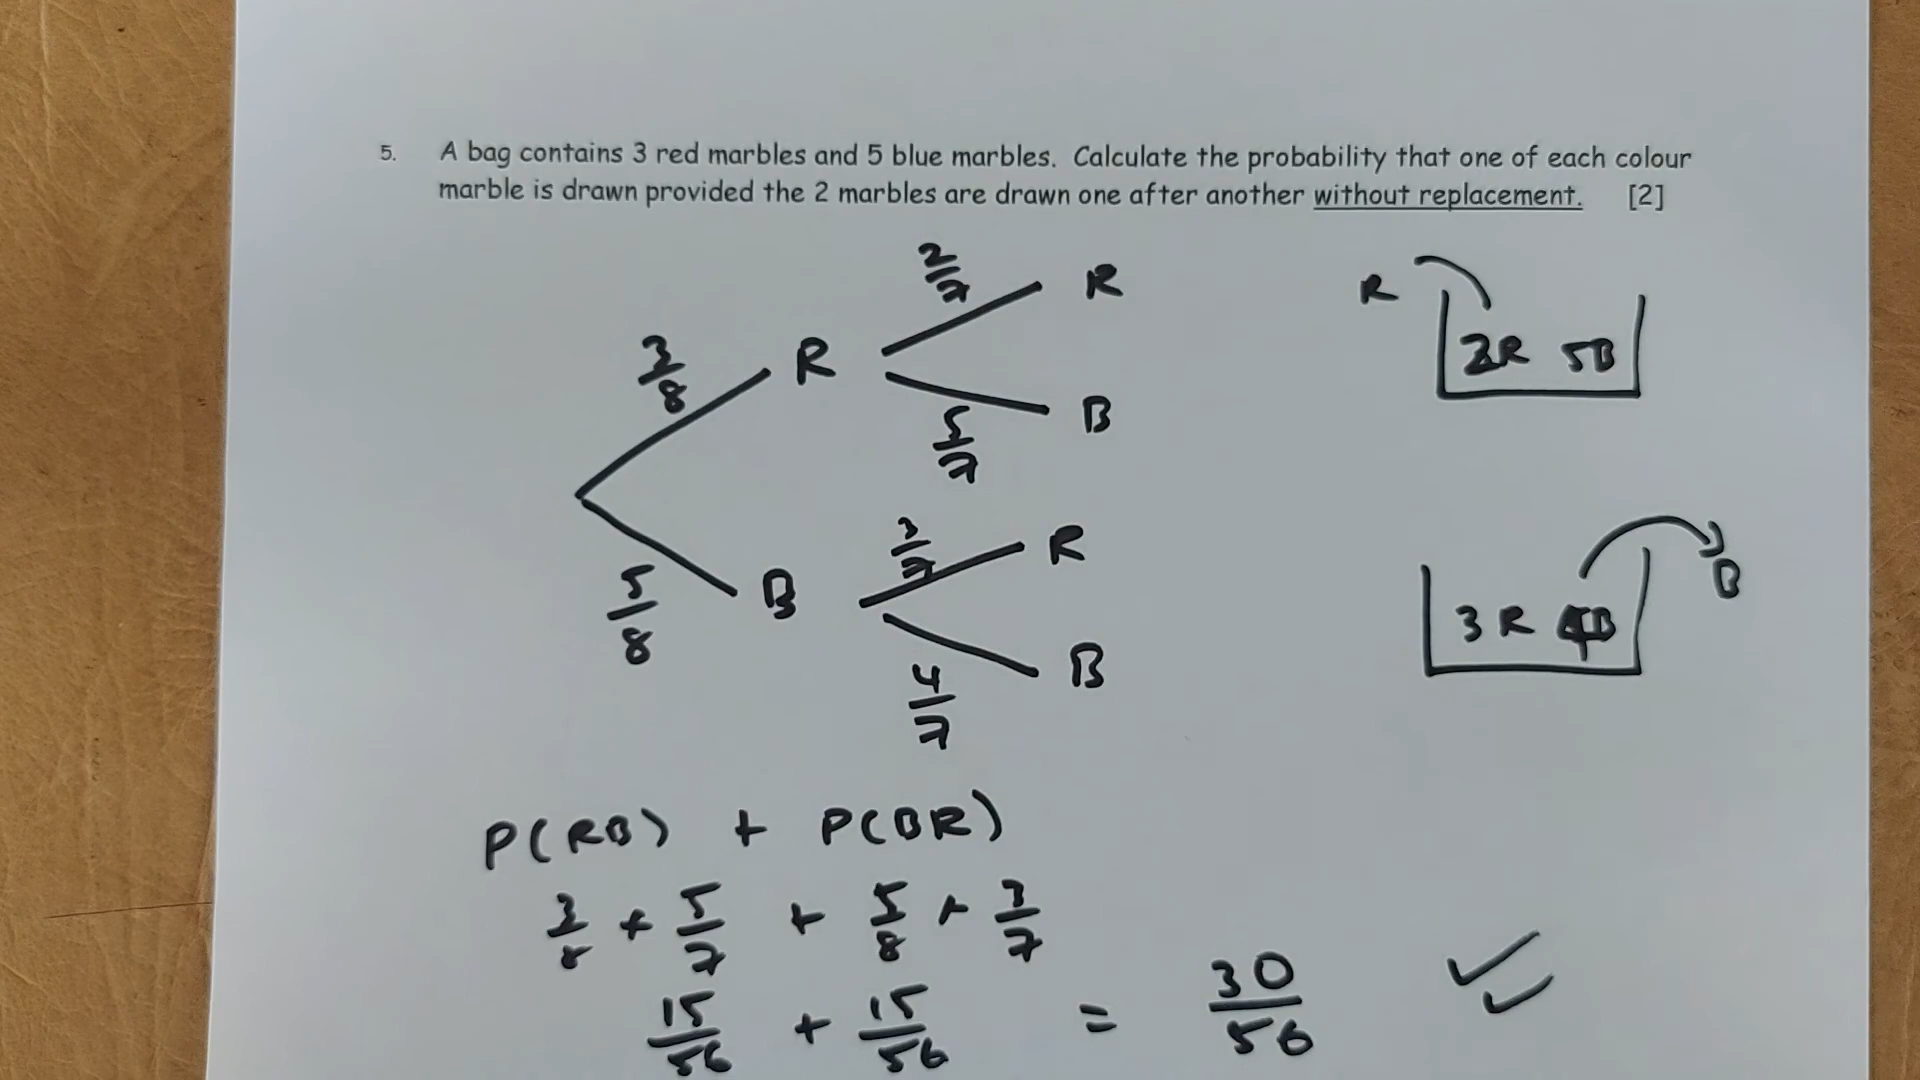 5. A bag contains 3 red marbles and 5 blue marbles. Calculate the probability that one of each colour
marble is drawn provided the 2 marbles are drawn one after another without replacement. [2]
2/7 R
3/8 R
5/7 B
R 2R 5B
3/7 R
5/8 B
4/7 B
3R 4B B
P(RB) + P(BR)
3/8 × 5/7 + 5/8 × 3/7
15/56 + 15/56 = 30/56 ✓✓